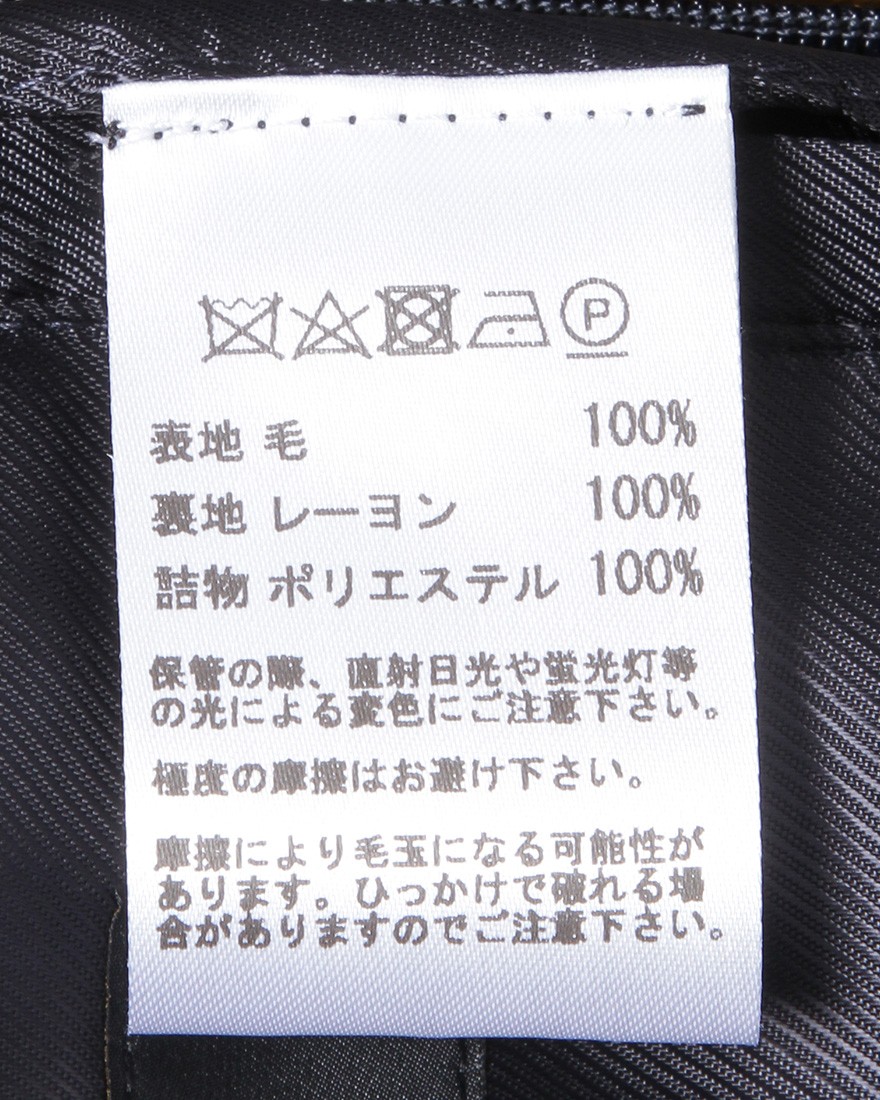 P
表地 毛 100%
裏地 レーヨン 100%
詰物 ポリエステル 100%
保管の際、直射日光や蛍光灯等
の光による変色にご注意下さい。
極度の摩擦はお避け下さい。
摩擦により毛玉になる可能性が
あります。ひっかけで破れる場
合がありますのでご注意下さい。